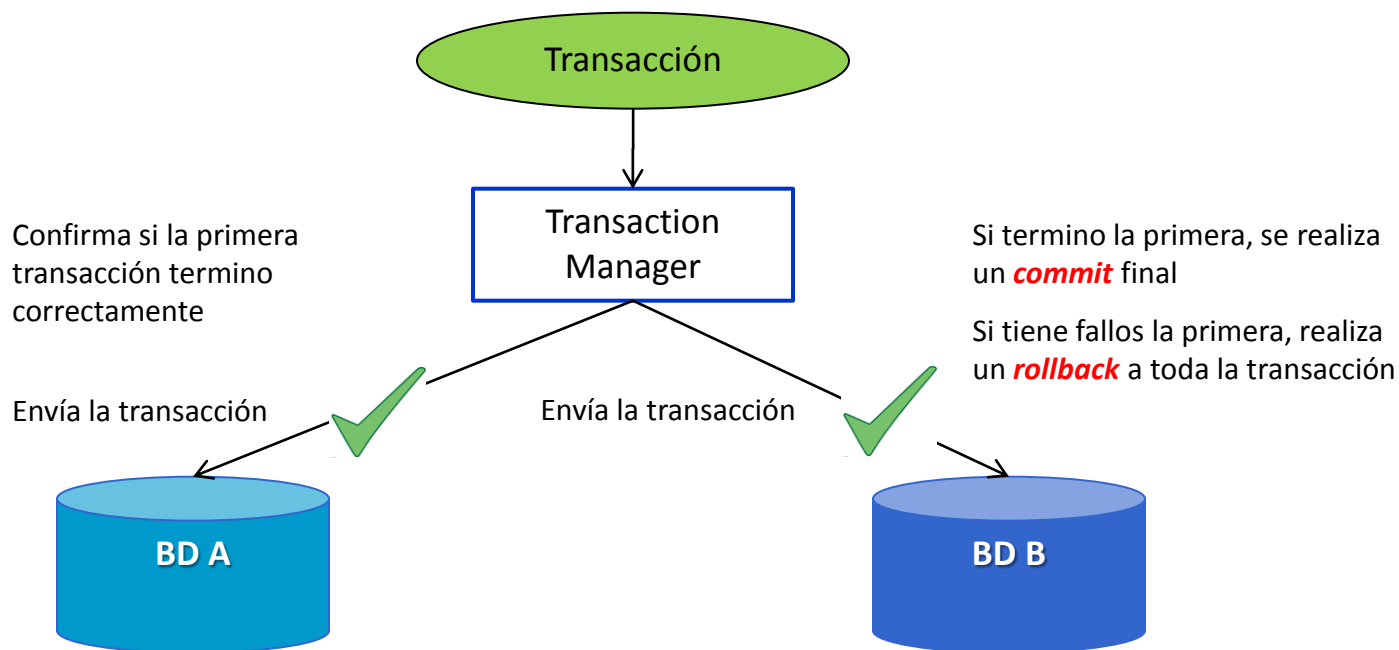 Transacción
Transaction
Manager
Confirma si la primera
transacción termino
correctamente
Si termino la primera, se realiza
un commit final
Si tiene fallos la primera, realiza
un rollback a toda la transacción
Envía la transacción
Envía la transacción
BD A
BD B